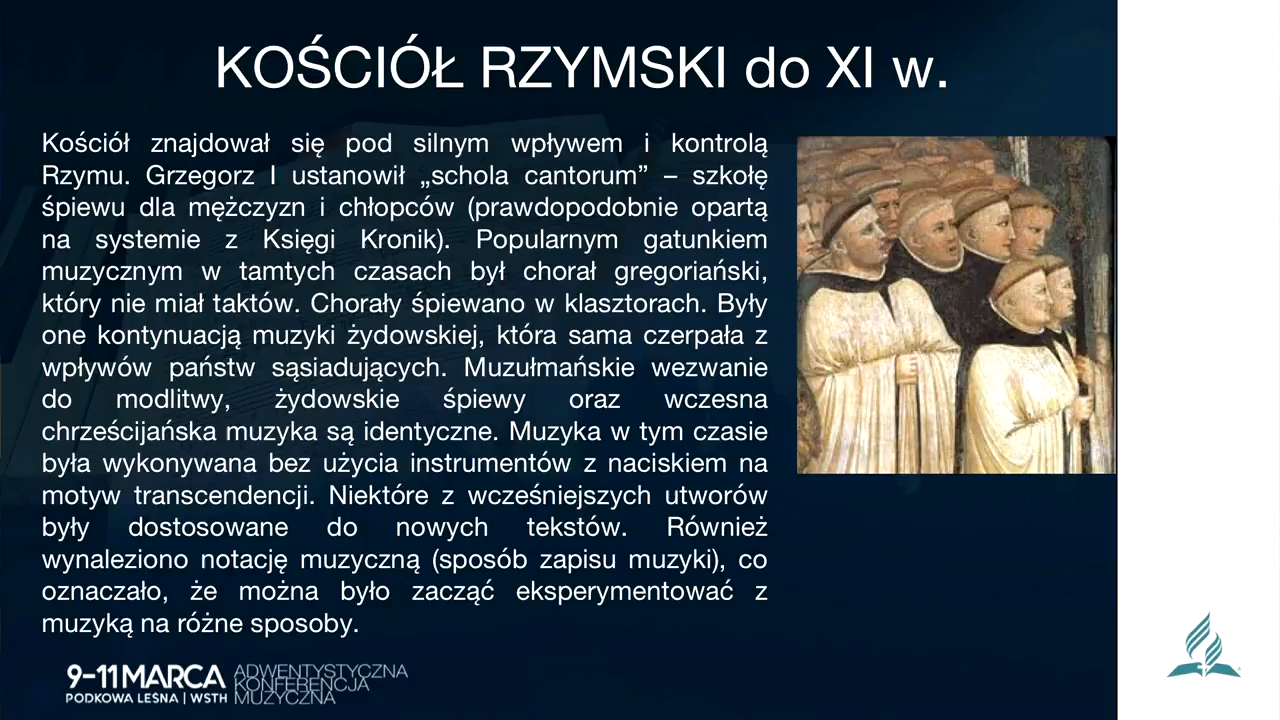 KOŚCIÓŁ RZYMSKI do XI w.
Kościół znajdował się pod silnym wpływem i kontrolą
Rzymu. Grzegorz I ustanowił „schola cantorum” – szkołę
śpiewu dla mężczyzn i chłopców (prawdopodobnie opartą
na systemie z Księgi Kronik). Popularnym gatunkiem
muzycznym w tamtych czasach był chorał gregoriański,
który nie miał taktów. Chorały śpiewano w klasztorach. Były
one kontynuacją muzyki żydowskiej, która sama czerpała z
wpływów państw sąsiadujących. Muzułmańskie wezwanie
do modlitwy, żydowskie śpiewy oraz wczesna
chrześcijańska muzyka są identyczne. Muzyka w tym czasie
była wykonywana bez użycia instrumentów z naciskiem na
motyw transcendencji. Niektóre z wcześniejszych utworów
były dostosowane do nowych tekstów. Również
wynaleziono notację muzyczną (sposób zapisu muzyki), co
oznaczało, że można było zacząć eksperymentować z
muzyką na różne sposoby.
9-11 MARCA
PODKOWA LEŚNA | WSTH
ADWENTYSTYCZNA
KONFERENCJA
MUZYCZNA